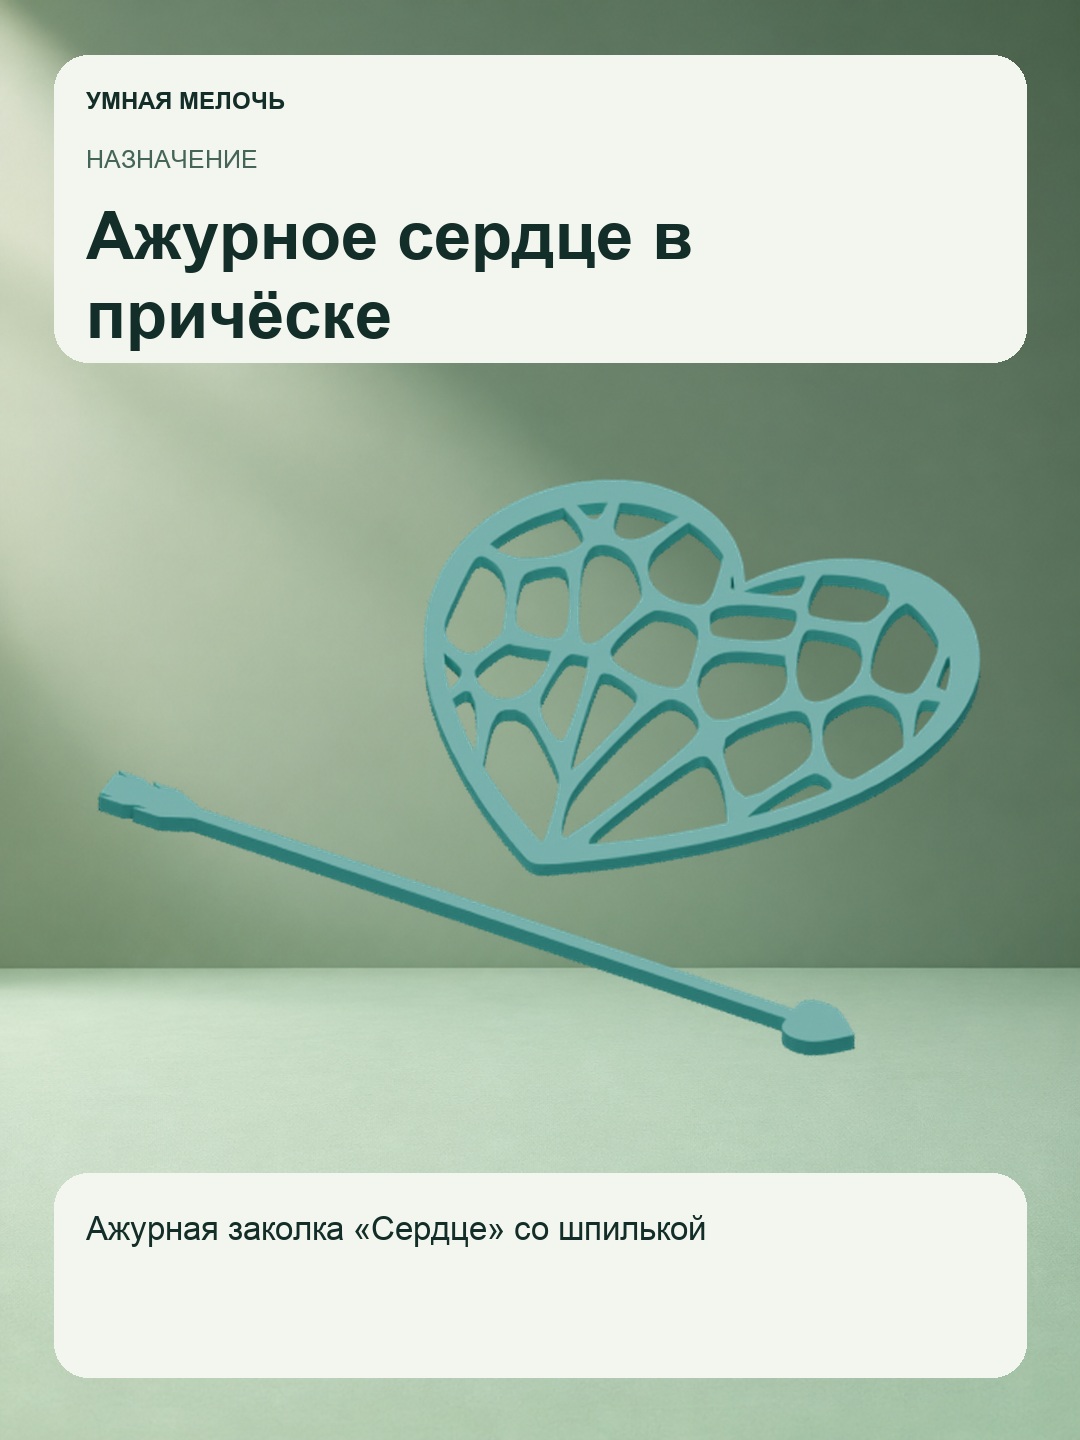 УМНАЯ МЕЛОЧЬ
НАЗНАЧЕНИЕ
Ажурное сердце в
причёске
Ажурная заколка «Сердце» со шпилькой